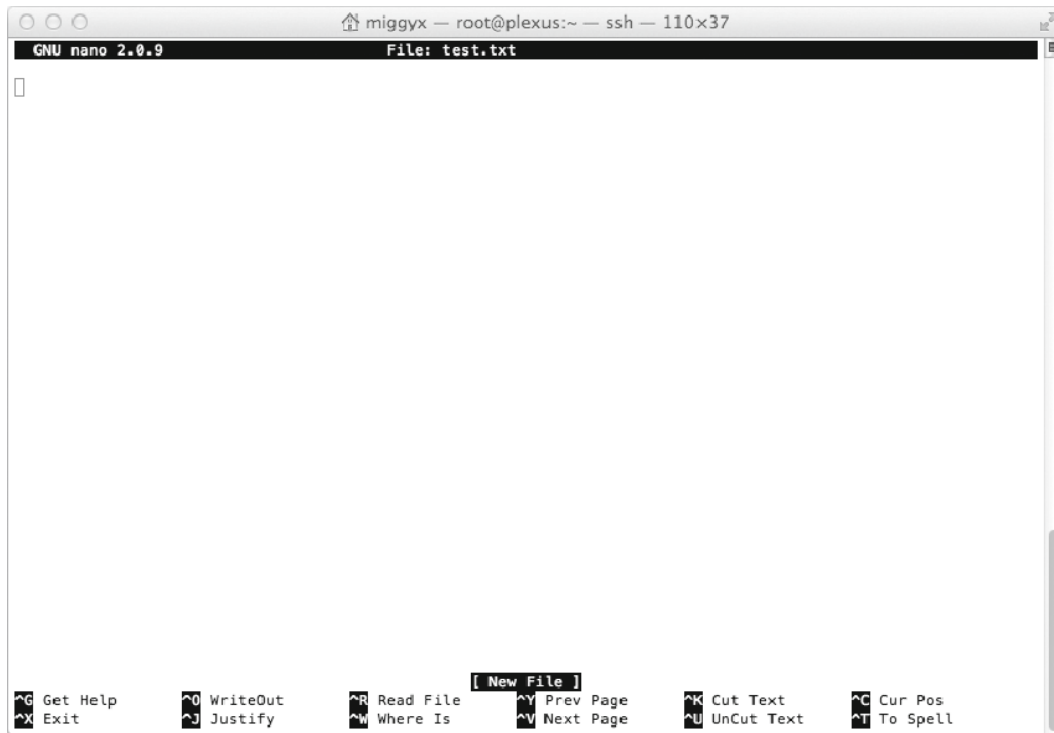 miggyx — root@plexus:~ — ssh — 110×37
GNU nano 2.0.9 File: test.txt
[ New File ]
^G Get Help ^O WriteOut ^R Read File ^Y Prev Page ^K Cut Text ^C Cur Pos
^X Exit ^J Justify ^W Where Is ^V Next Page ^U UnCut Text ^T To Spell